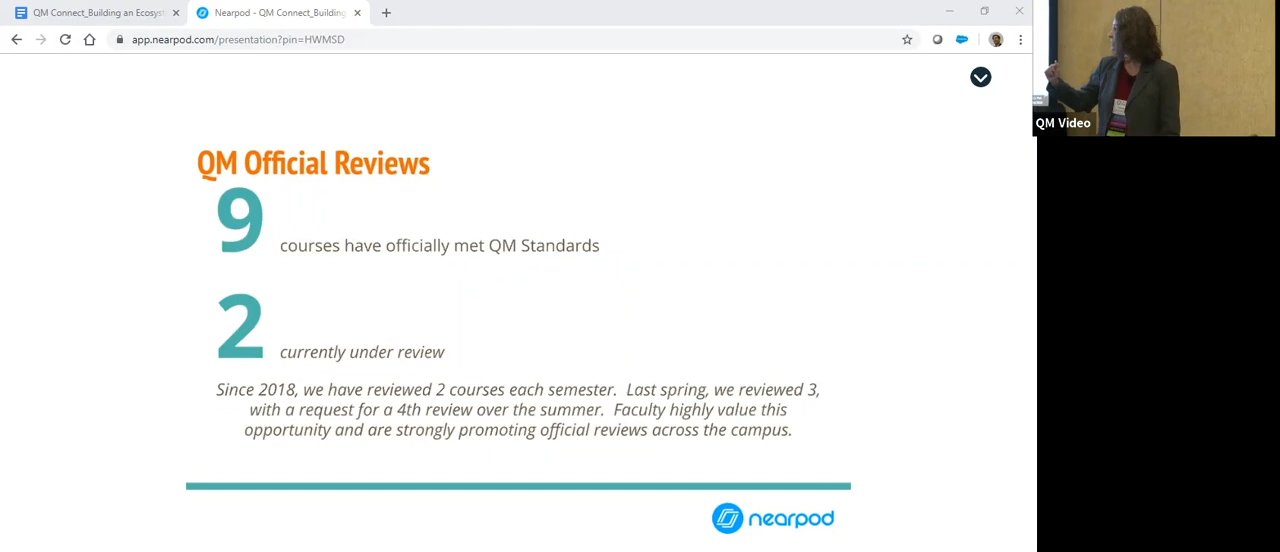 QM Connect_Building an Ecosyst
Nearpod - QM Connect_Building
app.nearpod.com/presentation?pin=HWMSD
QM Video
QM Official Reviews
9
courses have officially met QM Standards
2
currently under review
Since 2018, we have reviewed 2 courses each semester. Last spring, we reviewed 3,
with a request for a 4th review over the summer. Faculty highly value this
opportunity and are strongly promoting official reviews across the campus.
nearpod